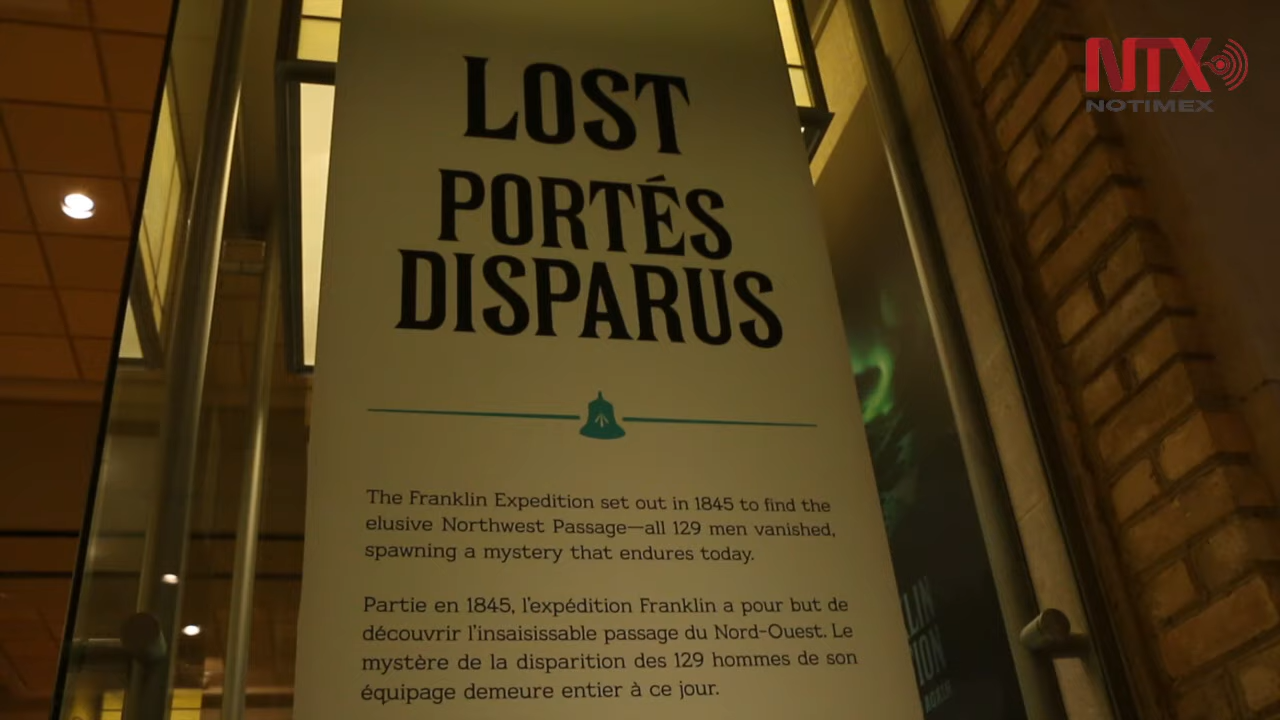 NTX
NOTIMEX
LOST
PORTÉS
DISPARUS
The Franklin Expedition set out in 1845 to find the
elusive Northwest Passage—all 129 men vanished,
spawning a mystery that endures today.
Partie en 1845, l'expédition Franklin a pour but de
découvrir l'insaisissable passage du Nord-Ouest. Le
mystère de la disparition des 129 hommes de son
équipage demeure entier à ce jour.